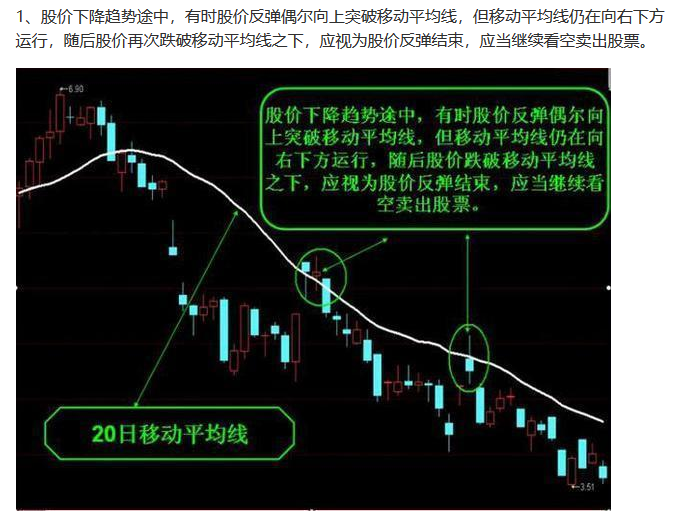 1、股价下降趋势途中，有时股价反弹偶尔向上突破移动平均线，但移动平均线仍在向右下方
运行，随后股价再次跌破移动平均线之下，应视为股价反弹结束，应当继续看空卖出股票。
6.90
股价下降趋势途中，有时股价反弹偶尔向
上突破移动平均线，但移动平均线仍在向
右下方运行，随后股价跌破移动平均线
之下，应视为股价反弹结束，应当继续看
空卖出股票。
20日移动平均线
3.51